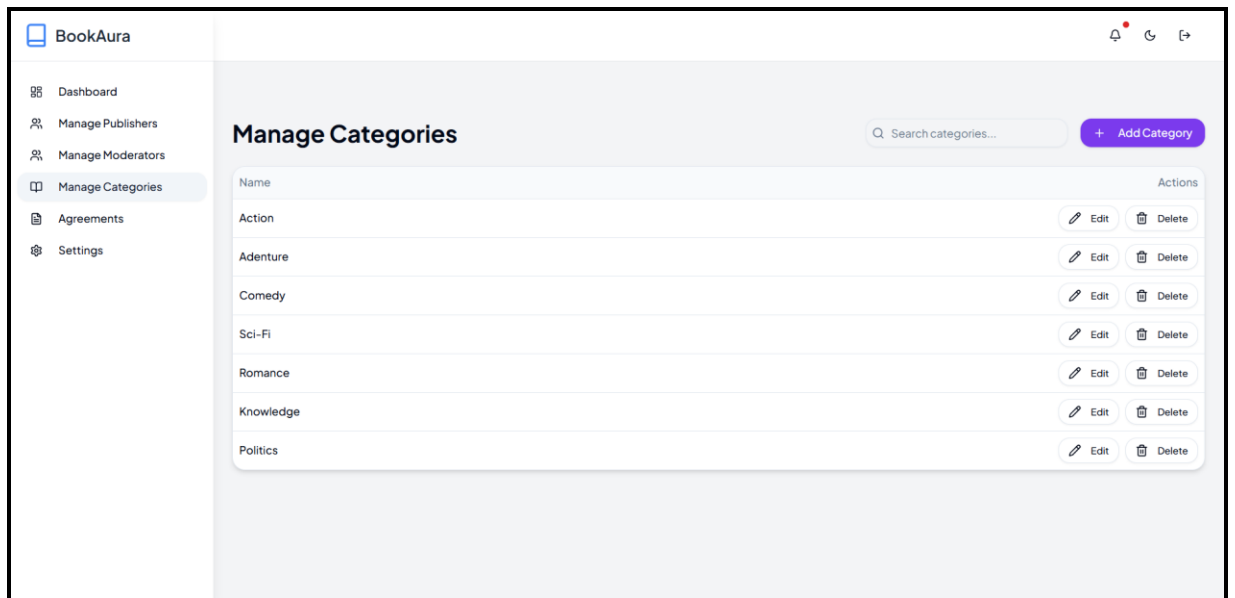 BookAura
Dashboard
Manage Publishers
Manage Moderators
Manage Categories
Agreements
Settings
Manage Categories
Search categories...
+ Add Category
Name Actions
Action Edit Delete
Adenture Edit Delete
Comedy Edit Delete
Sci-Fi Edit Delete
Romance Edit Delete
Knowledge Edit Delete
Politics Edit Delete